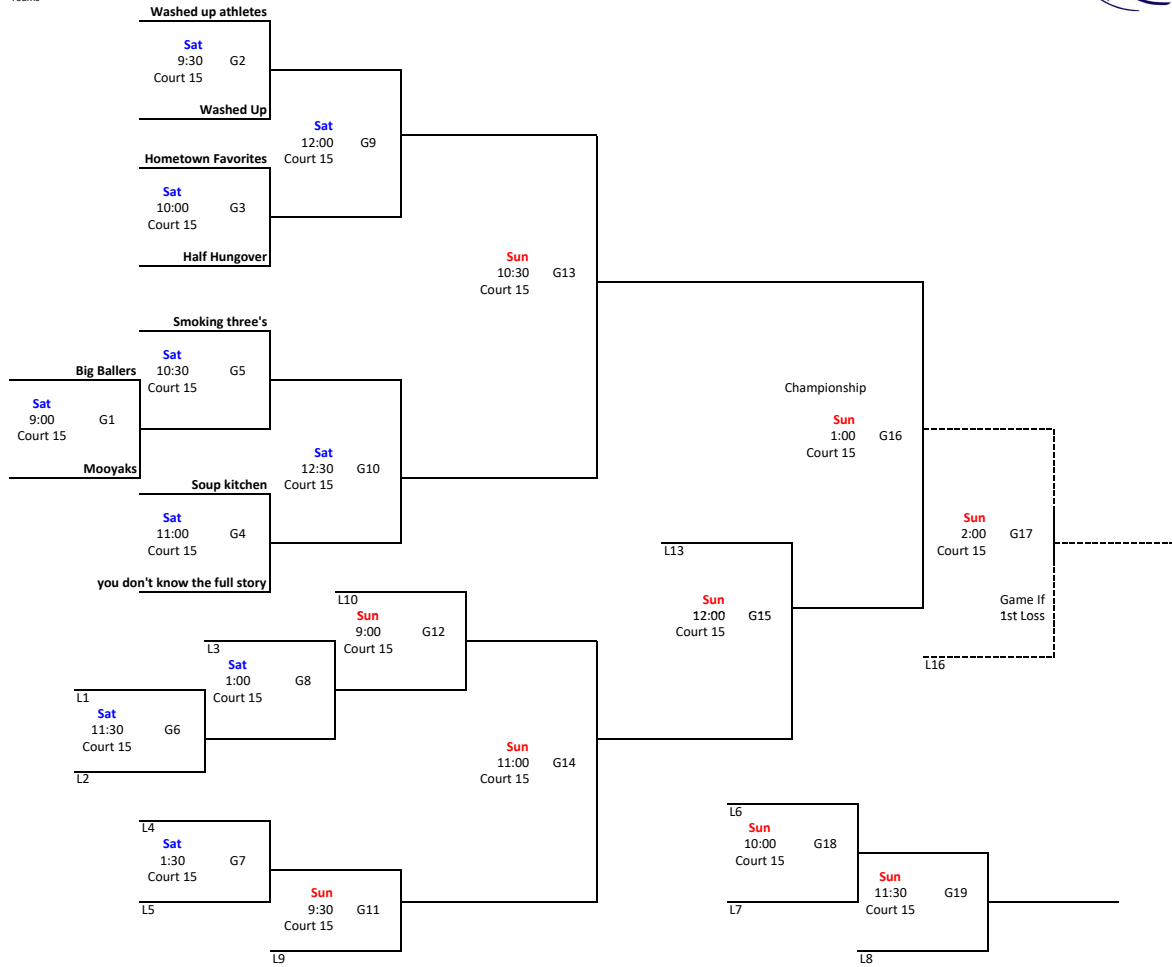 Teams
Washed up athletes
Sat
9:30 G2
Court 15
Washed Up
Sat
12:00 G9
Court 15
Hometown Favorites
Sat
10:00 G3
Court 15
Half Hungover
Sun
10:30 G13
Court 15
Smoking three's
Sat
10:30 G5
Court 15
Big Ballers
Sat
9:00 G1
Court 15
Mooyaks
Sat
12:30 G10
Court 15
Soup kitchen
Sat
11:00 G4
Court 15
you don't know the full story
Championship
Sun
1:00 G16
Court 15
Sun
2:00 G17
Court 15
Game If
1st Loss
L16
L13
Sun
12:00 G15
Court 15
L10
Sun
9:00 G12
Court 15
L3
Sat
1:00 G8
Court 15
L1
Sat
11:30 G6
Court 15
L2
Sun
11:00 G14
Court 15
L4
Sat
1:30 G7
Court 15
L5
Sun
9:30 G11
Court 15
L9
L6
Sun
10:00 G18
Court 15
L7
Sun
11:30 G19
Court 15
L8